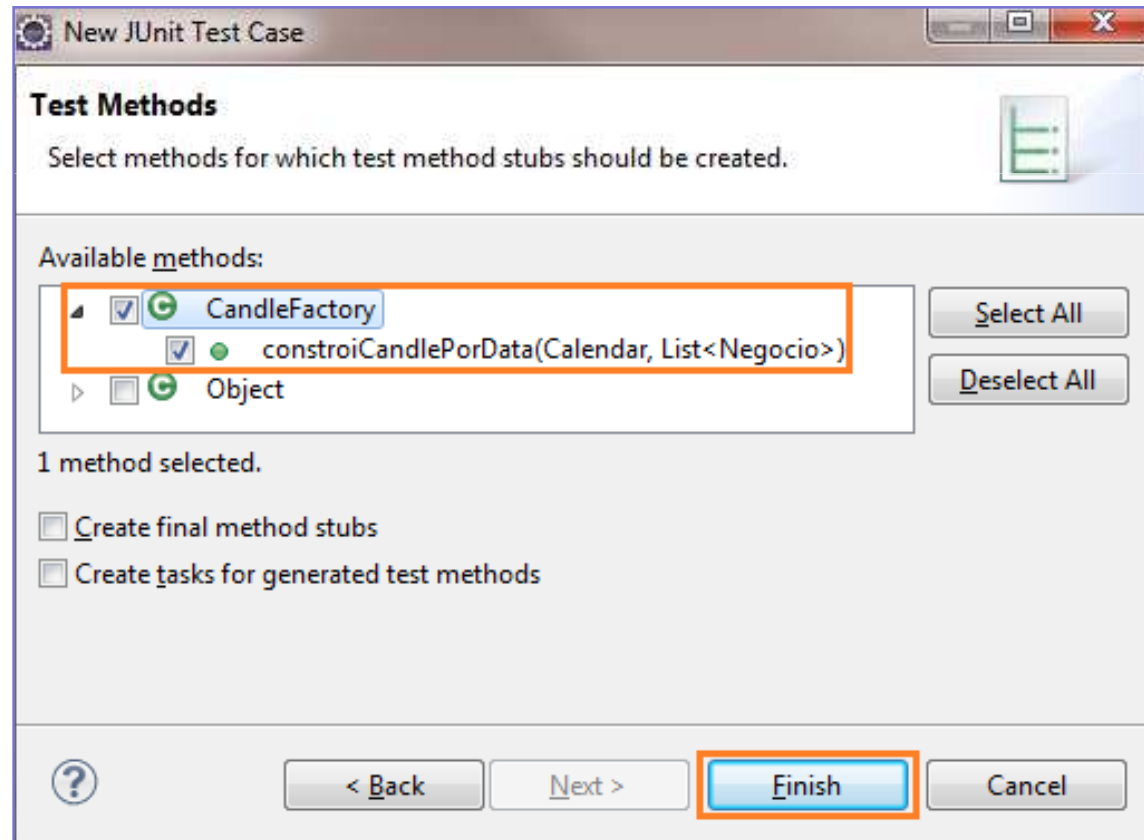 New JUnit Test Case
Test Methods
Select methods for which test method stubs should be created.
Available methods:
CandleFactory
constroiCandlePorData(Calendar, List<Negocio>)
Object
Select All
Deselect All
1 method selected.
Create final method stubs
Create tasks for generated test methods
< Back Next > Finish Cancel